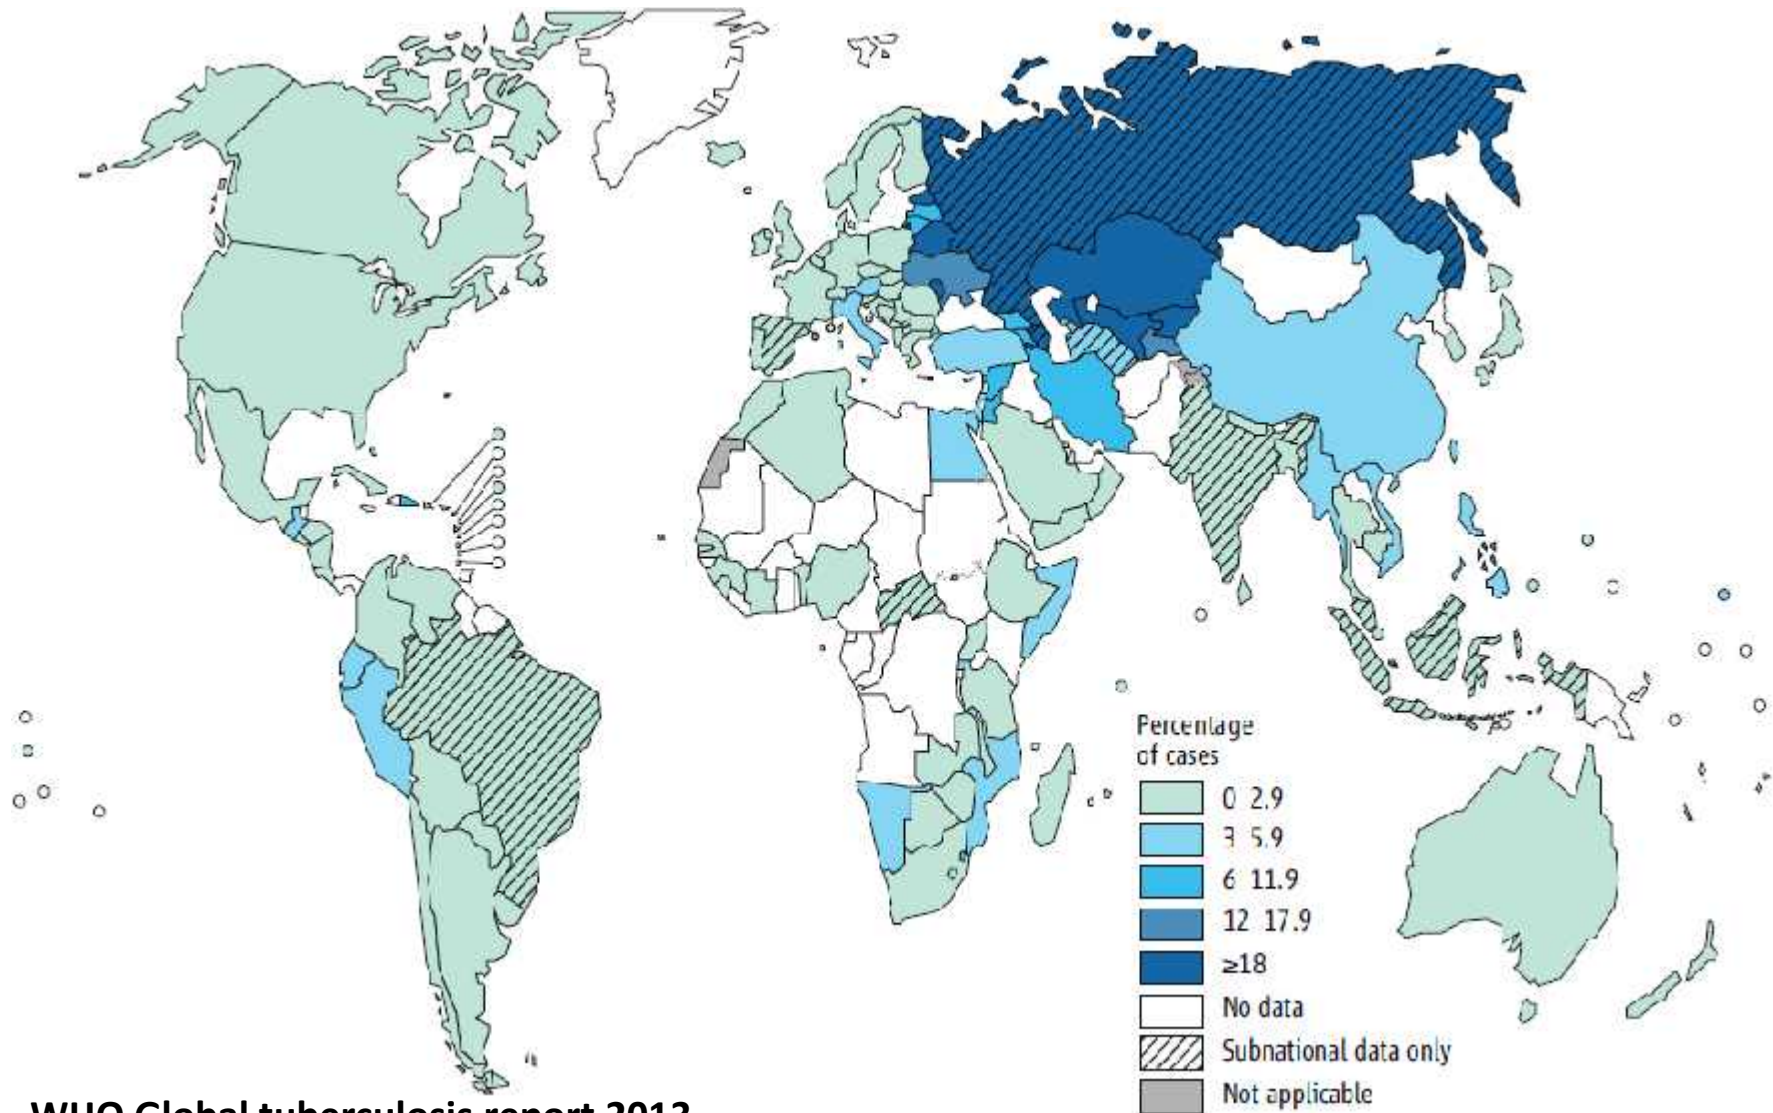 Percentage
of cases
0 2.9
3 5.9
6 11.9
12 17.9
≥18
No data
Subnational data only
Not applicable
WHO Global tuberculosis report 2013